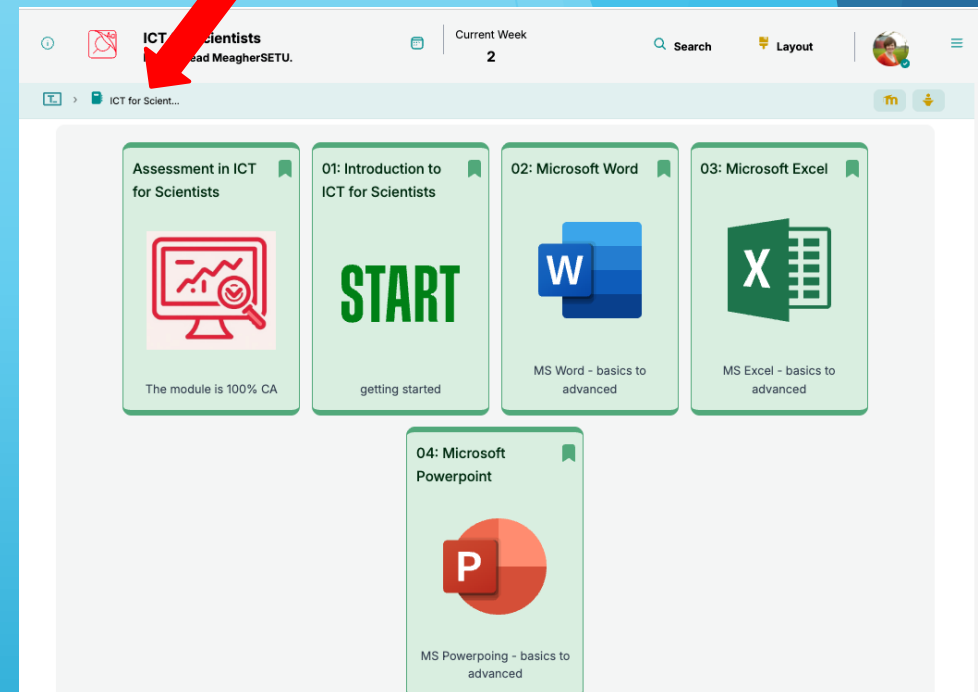 ICT
ientists
ead MeagherSETU.
Current Week
2
Search
Layout
ICT for Scient...
Assessment in ICT
for Scientists
The module is 100% CA
01: Introduction to
ICT for Scientists
START
getting started
02: Microsoft Word
W
MS Word - basics to
advanced
03: Microsoft Excel
X
MS Excel - basics to
advanced
04: Microsoft
Powerpoint
P
MS Powerpoing - basics to
advanced